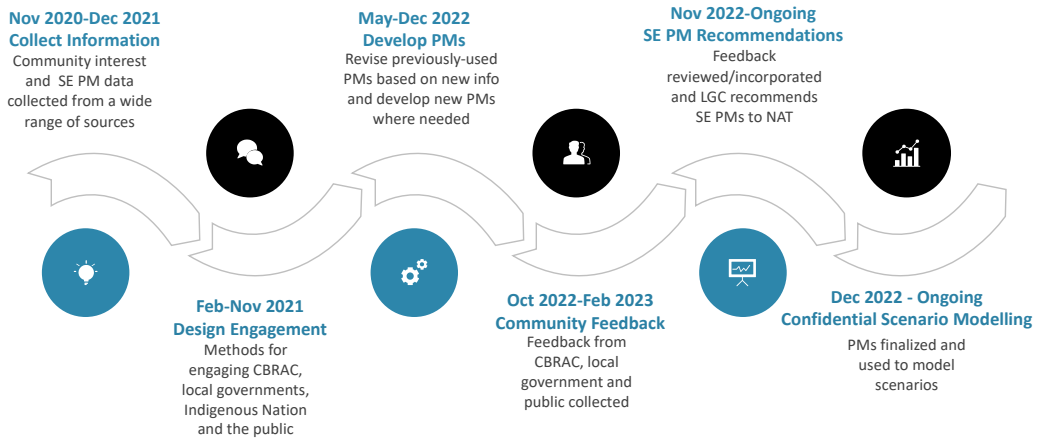 Nov 2020-Dec 2021
Collect Information
Community interest
and SE PM data
collected from a wide
range of sources
Feb-Nov 2021
Design Engagement
Methods for
engaging CBRAC,
local governments,
Indigenous Nation
and the public
May-Dec 2022
Develop PMs
Revise previously-used
PMs based on new info
and develop new PMs
where needed
Oct 2022-Feb 2023
Community Feedback
Feedback from
CBRAC, local
government and
public collected
Nov 2022-Ongoing
SE PM Recommendations
Feedback
reviewed/incorporated
and LGC recommends
SE PMs to NAT
Dec 2022 - Ongoing
Confidential Scenario Modelling
PMs finalized and
used to model
scenarios